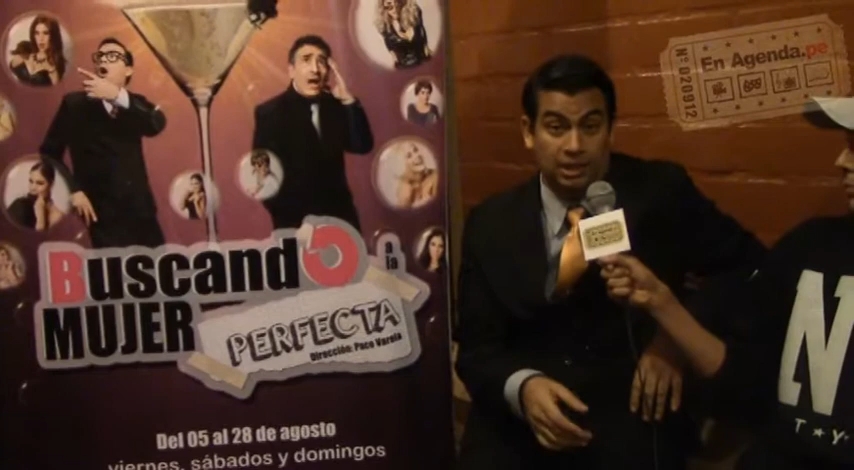 Buscando
a la
MUJER
PERFECTA
Dirección: Paco Varela
Del 05 al 28 de agosto
viernes, sábados y domingos
En Agenda.pe
Nº 020912
N
T ★ Y